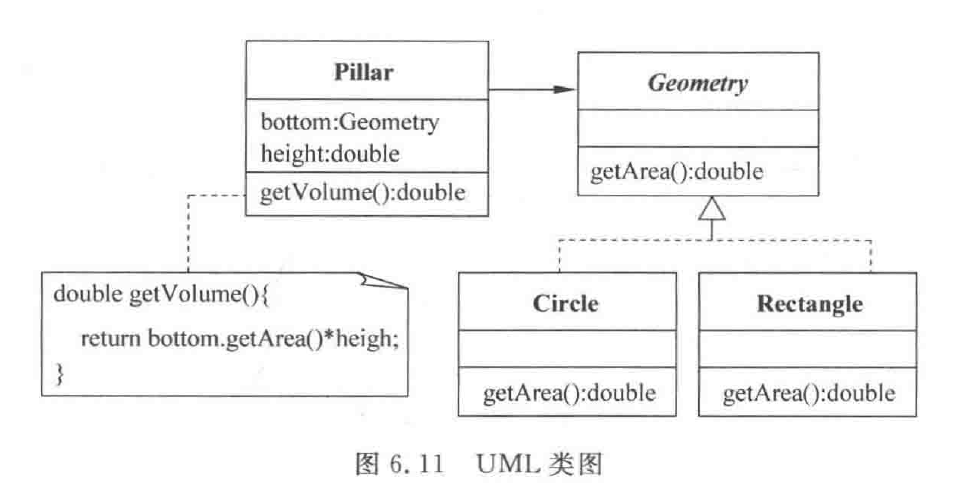 Pillar
bottom:Geometry
height:double
getVolume():double
Geometry
getArea():double
double getVolume(){
return bottom.getArea()*heigh;
}
Circle
getArea():double
Rectangle
getArea():double
图 6.11 UML 类图